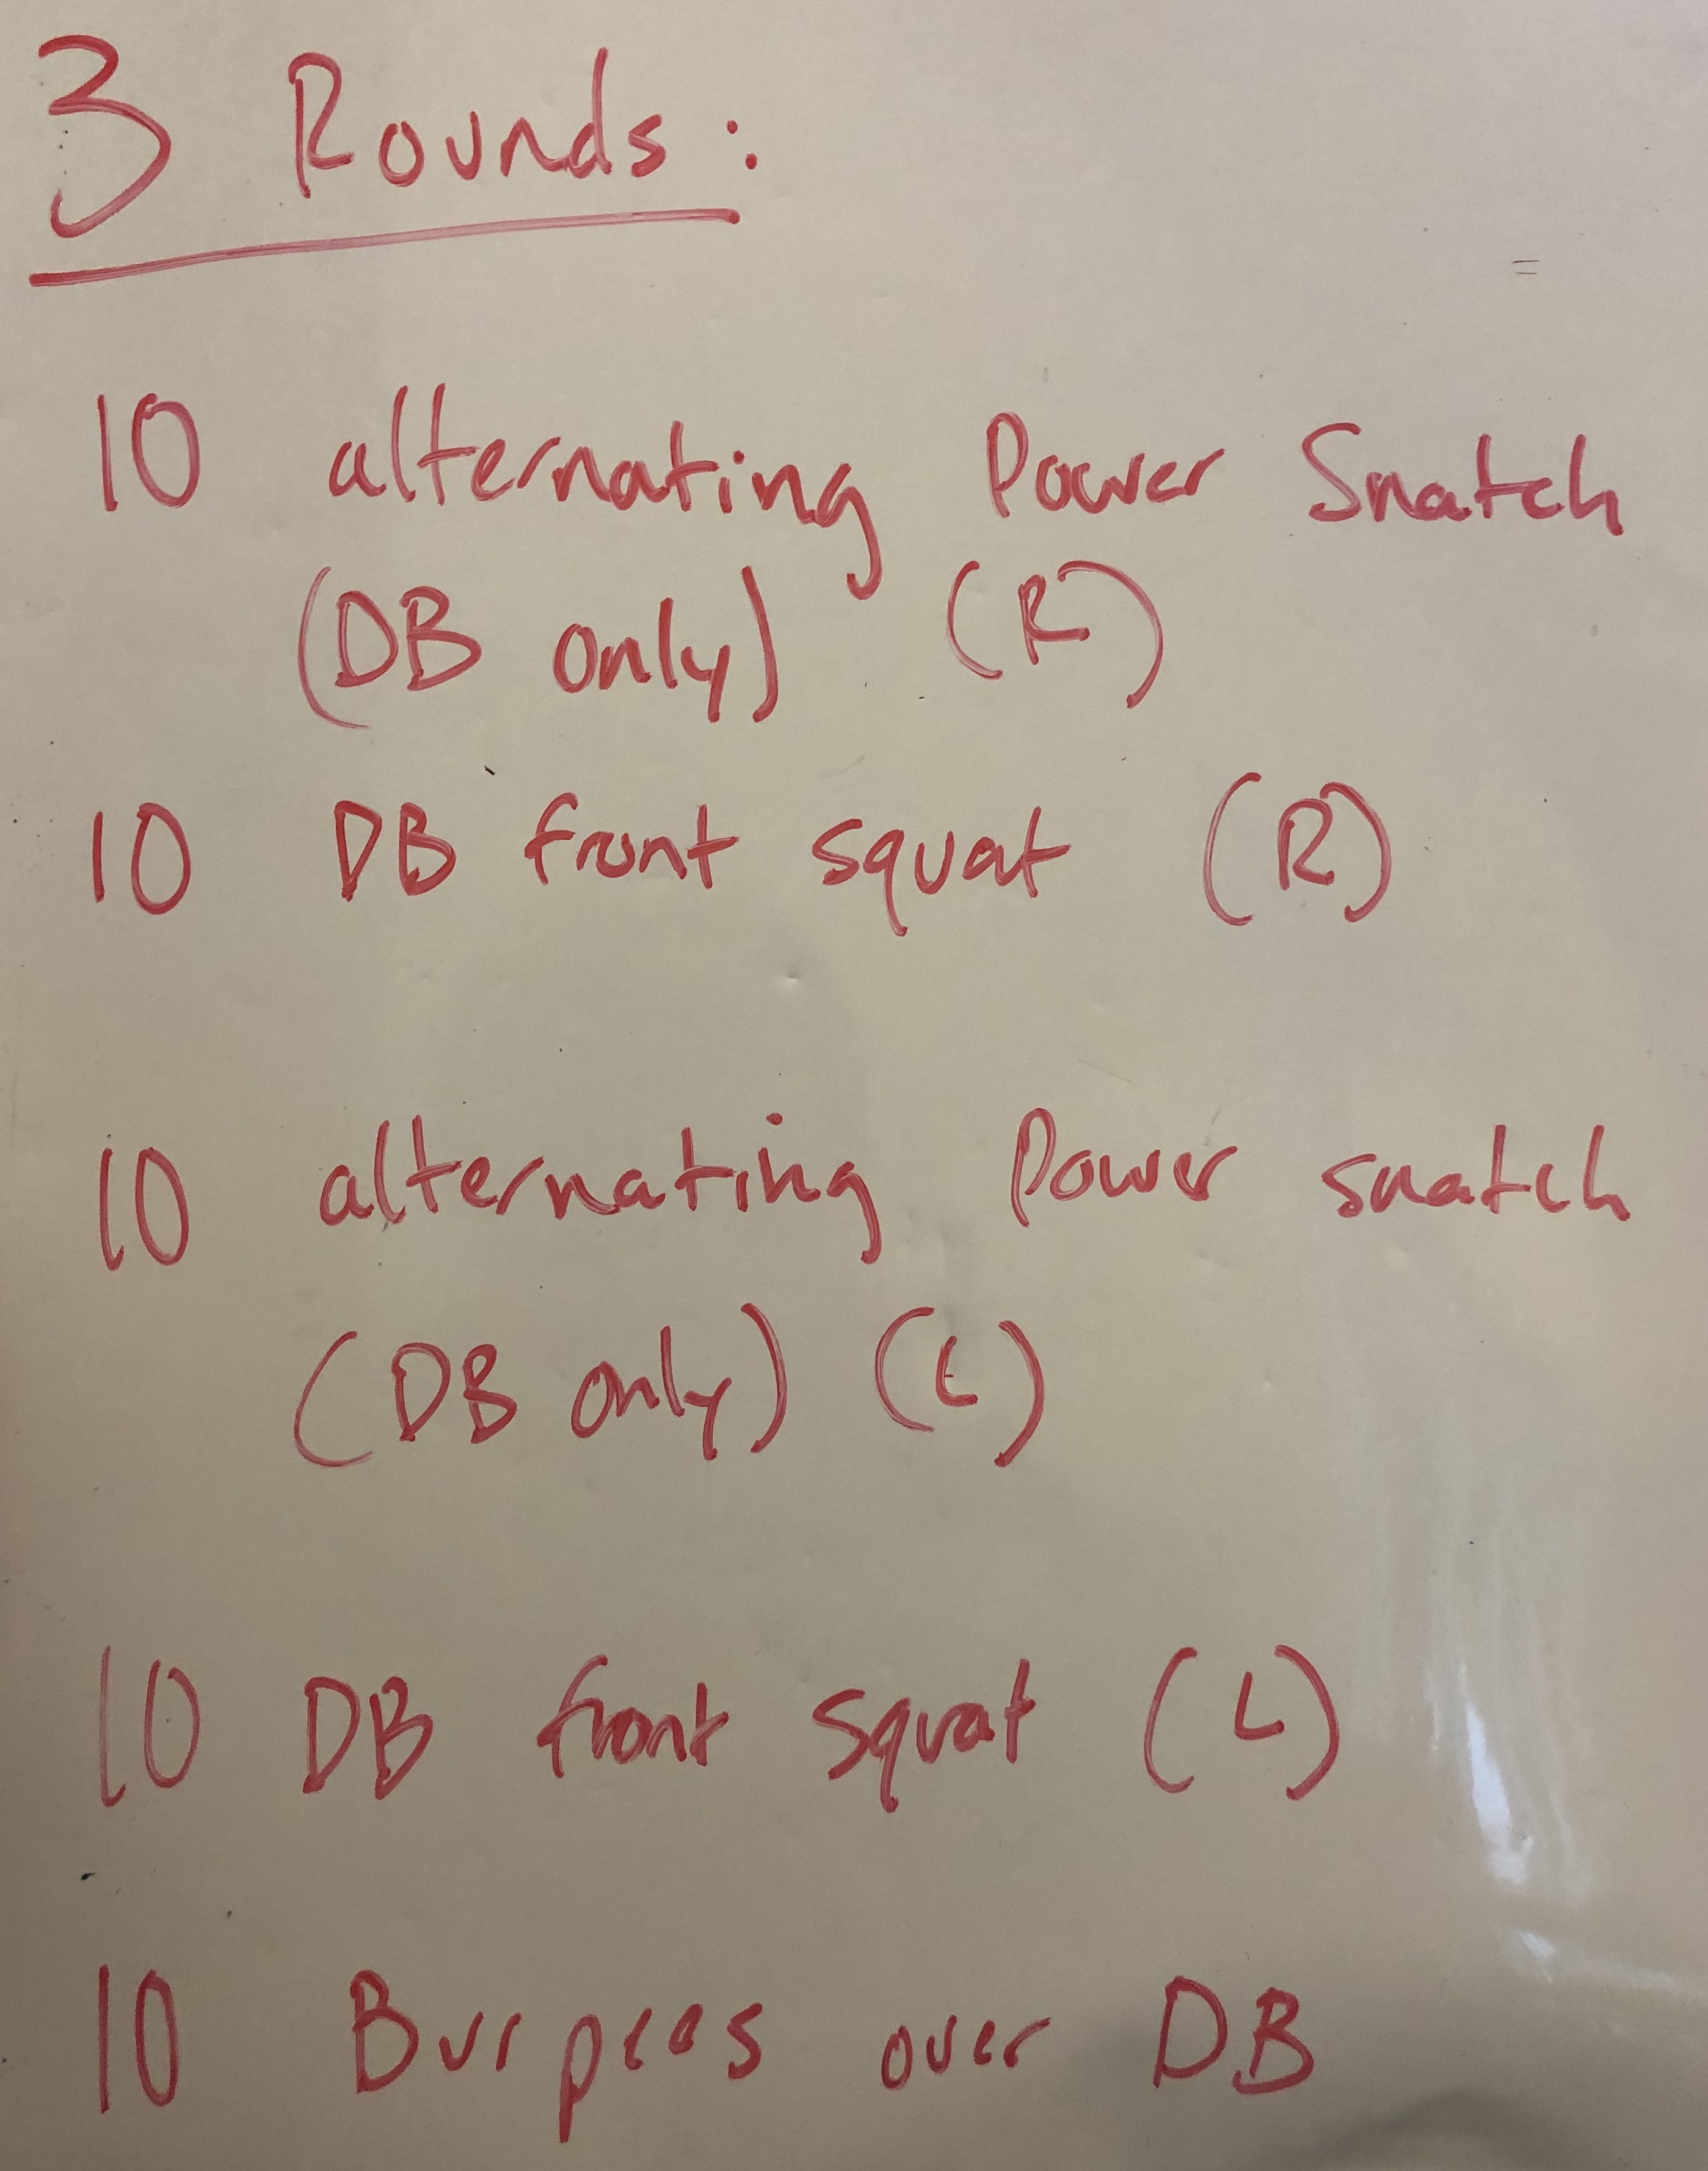 3 Rounds:
10 alternating Power Snatch
(DB only) (R)
10 DB front squat (R)
10 alternating Power snatch
(DB only) (L)
10 DB front squat (L)
10 Burpees over DB